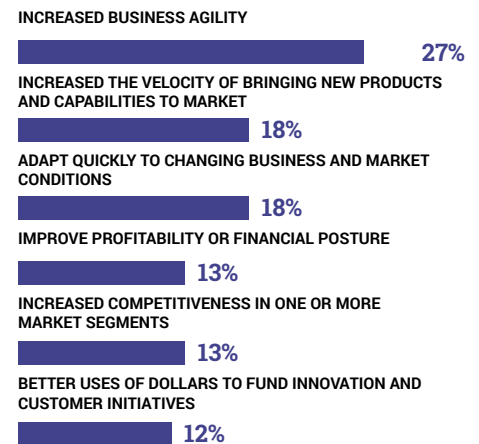 INCREASED BUSINESS AGILITY
27%
INCREASED THE VELOCITY OF BRINGING NEW PRODUCTS
AND CAPABILITIES TO MARKET
18%
ADAPT QUICKLY TO CHANGING BUSINESS AND MARKET
CONDITIONS
18%
IMPROVE PROFITABILITY OR FINANCIAL POSTURE
13%
INCREASED COMPETITIVENESS IN ONE OR MORE
MARKET SEGMENTS
13%
BETTER USES OF DOLLARS TO FUND INNOVATION AND
CUSTOMER INITIATIVES
12%